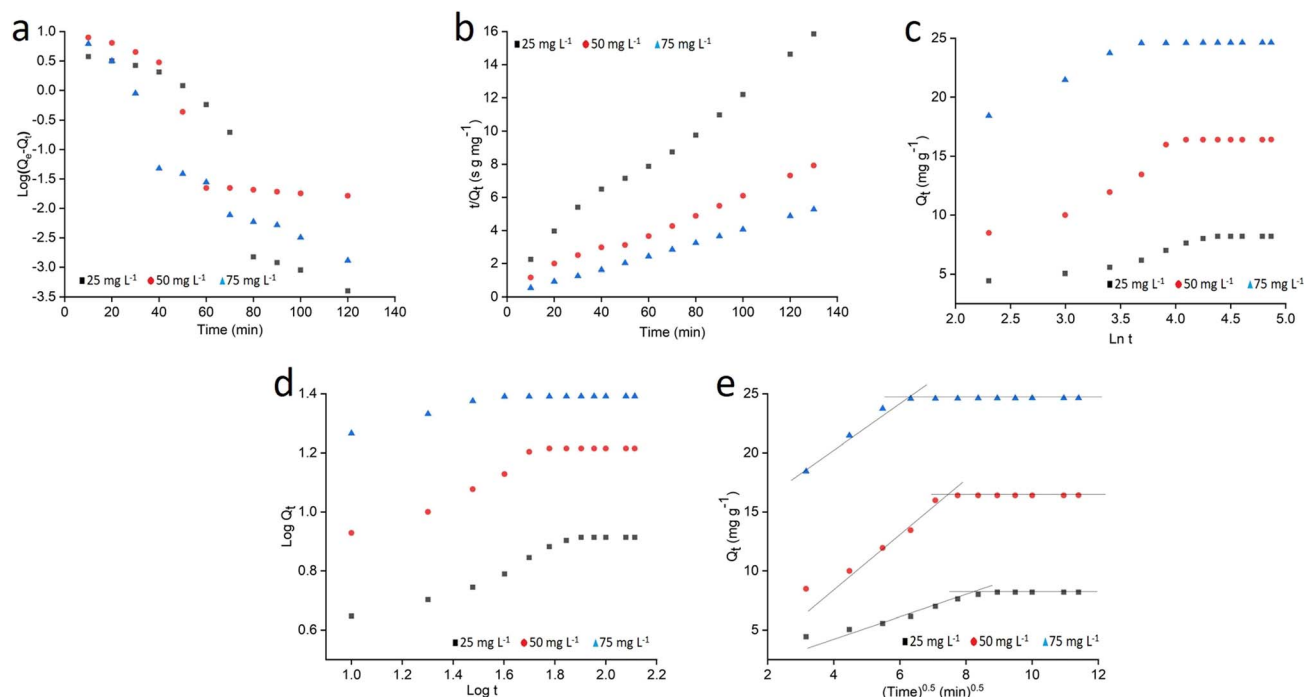 a
Log(Qₑ-Qₜ)
1.0
0.5
0.0
-0.5
-1.0
-1.5
-2.0
-2.5
-3.0
-3.5
25 mg L⁻¹ 50 mg L⁻¹ 75 mg L⁻¹
0 20 40 60 80 100 120 140
Time (min)
b
t/Qₜ (s g mg⁻¹)
16
14
12
10
8
6
4
2
0
25 mg L⁻¹ 50 mg L⁻¹ 75 mg L⁻¹
0 20 40 60 80 100 120 140
Time (min)
c
Qₜ (mg g⁻¹)
25
20
15
10
5
25 mg L⁻¹ 50 mg L⁻¹ 75 mg L⁻¹
2.0 2.5 3.0 3.5 4.0 4.5 5.0
Ln t
d
Log Qₜ
1.4
1.2
1.0
0.8
0.6
25 mg L⁻¹ 50 mg L⁻¹ 75 mg L⁻¹
1.0 1.2 1.4 1.6 1.8 2.0 2.2
Log t
e
Qₜ (mg g⁻¹)
25
20
15
10
5
25 mg L⁻¹ 50 mg L⁻¹ 75 mg L⁻¹
2 4 6 8 10 12
(Time)⁰·⁵ (min)⁰·⁵